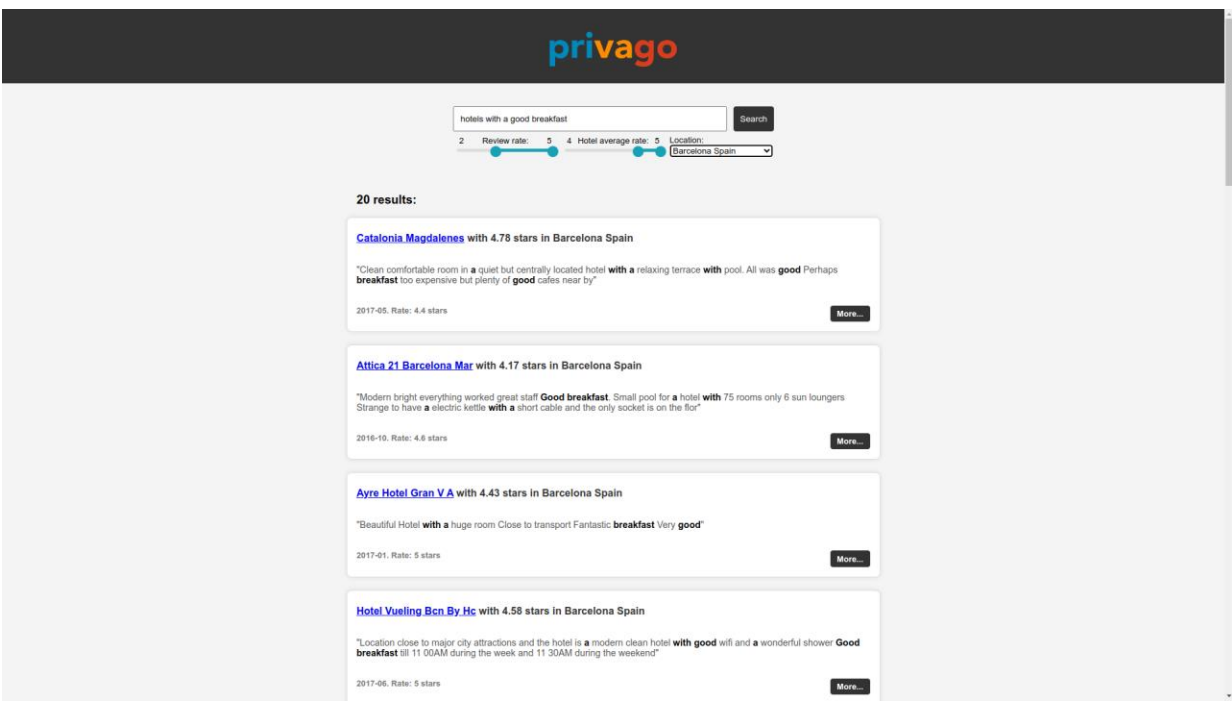 privago
hotels with a good breakfast
Search
2 Review rate: 5 4 Hotel average rate: 5 Location:
Barcelona Spain
20 results:
Catalonia Magdalenes with 4.78 stars in Barcelona Spain
"Clean comfortable room in a quiet but centrally located hotel with a relaxing terrace with pool. All was good Perhaps
breakfast too expensive but plenty of good cafes near by"
2017-05. Rate: 4.4 stars
More...
Attica 21 Barcelona Mar with 4.17 stars in Barcelona Spain
"Modern bright everything worked great staff Good breakfast. Small pool for a hotel with 75 rooms only 6 sun loungers
Strange to have a electric kettle with a short cable and the only socket is on the flor"
2016-10. Rate: 4.6 stars
More...
Ayre Hotel Gran V A with 4.43 stars in Barcelona Spain
"Beautiful Hotel with a huge room Close to transport Fantastic breakfast Very good"
2017-01. Rate: 5 stars
More...
Hotel Vueling Bcn By Hc with 4.58 stars in Barcelona Spain
"Location close to major city attractions and the hotel is a modern clean hotel with good wifi and a wonderful shower Good
breakfast till 11 00AM during the week and 11 30AM during the weekend"
2017-06. Rate: 5 stars
More...